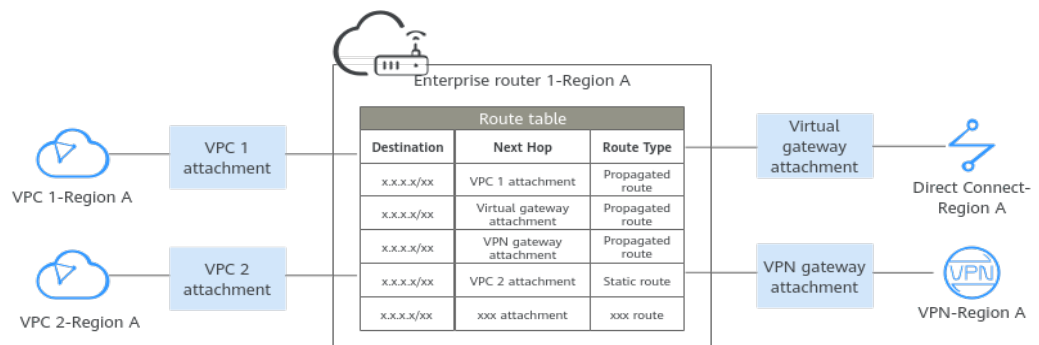 Enterprise router 1-Region A
Route table
Destination Next Hop Route Type
x.x.x.x/xx VPC 1 attachment Propagated
route
x.x.x.x/xx Virtual gateway
attachment Propagated
route
x.x.x.x/xx VPN gateway
attachment Propagated
route
x.x.x.x/xx VPC 2 attachment Static route
x.x.x.x/xx xxx attachment xxx route
VPC 1
attachment
VPC 1-Region A
VPC 2
attachment
VPC 2-Region A
Virtual
gateway
attachment
Direct Connect-
Region A
VPN gateway
attachment
VPN
VPN-Region A